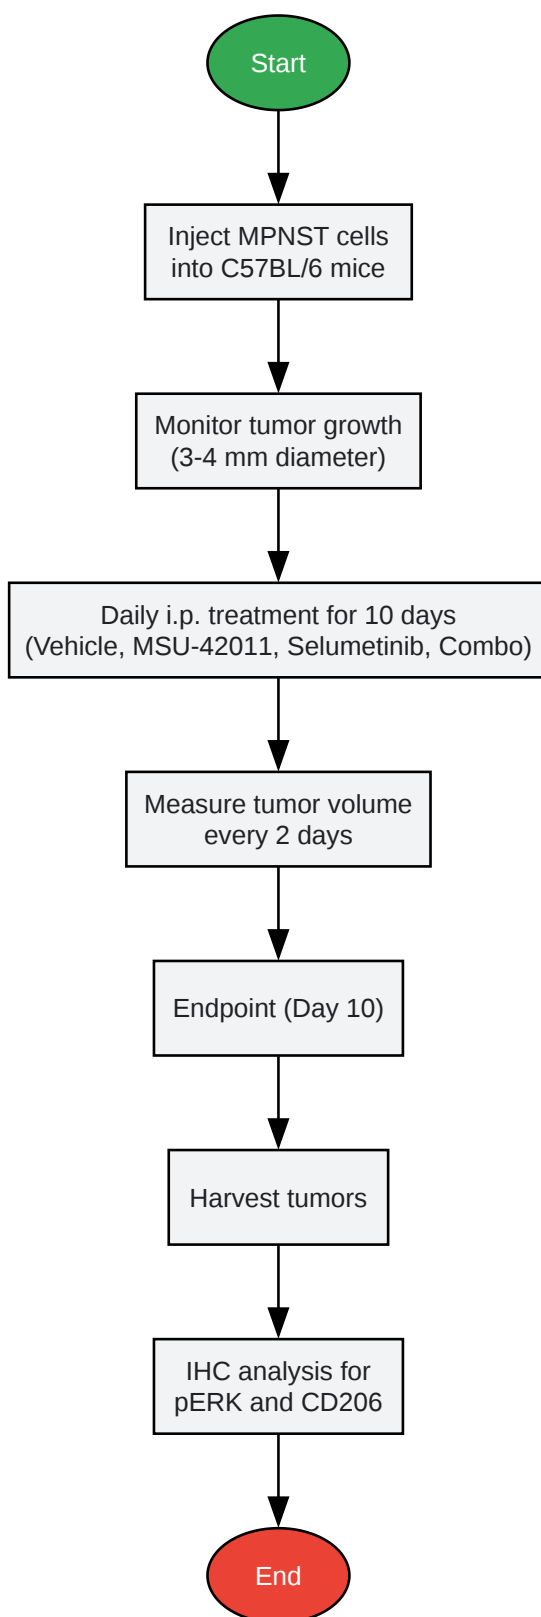 Start
Inject MPNST cells
into C57BL/6 mice
Monitor tumor growth
(3-4 mm diameter)
Daily i.p. treatment for 10 days
(Vehicle, MSU-42011, Selumetinib, Combo)
Measure tumor volume
every 2 days
Endpoint (Day 10)
Harvest tumors
IHC analysis for
pERK and CD206
End